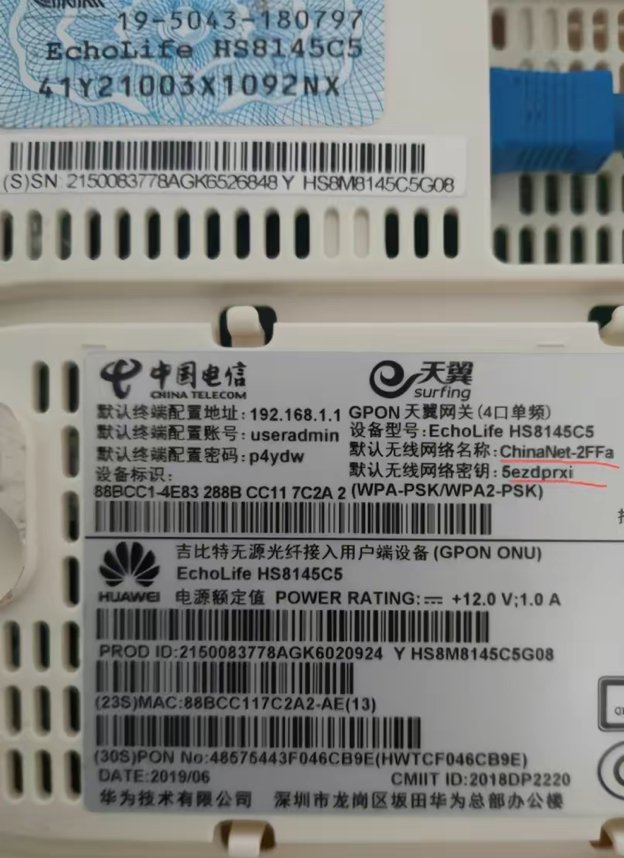 19-5043-180797
EchoLife HS8145C5
41Y21003X1092NX
(S)SN: 2150083778AGK6526848 Y HS8M8145C5G08
中国电信
CHINA TELECOM
天翼
surfing
默认终端配置地址: 192.168.1.1 GPON 天翼网关(4口单频)
默认终端配置账号: useradmin 设备型号: EchoLife HS8145C5
默认终端配置密码: p4ydw 默认无线网络名称: ChinaNet-2FFa
设备标识: 默认无线网络密钥: 5ezdprxi
88BCC1-4E83 288B CC11 7C2A 2 (WPA-PSK/WPA2-PSK)
吉比特无源光纤接入用户端设备(GPON ONU)
EchoLife HS8145C5
HUAWEI 电源额定值 POWER RATING: ⎓ +12.0 V;1.0 A
PROD ID:2150083778AGK6020924 Y HS8M8145C5G08
(23S)MAC:88BCC117C2A2-AE(13)
(30S)PON No:48575443F046CB9E(HWTCF046CB9E)
DATE:2019/06 CMIIT ID:2018DP2220
华为技术有限公司 深圳市龙岗区坂田华为总部办公楼